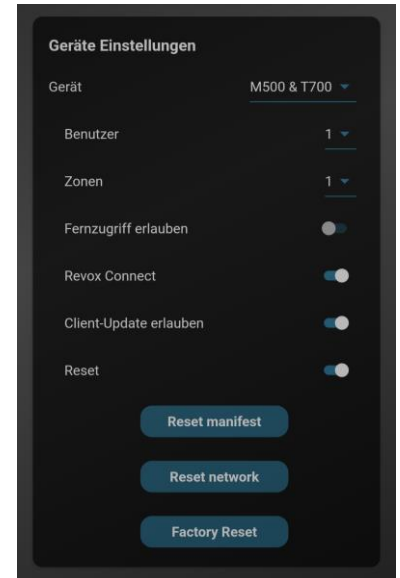 Geräte Einstellungen
Gerät M500 & T700
Benutzer 1
Zonen 1
Fernzugriff erlauben
Revox Connect
Client-Update erlauben
Reset
Reset manifest
Reset network
Factory Reset